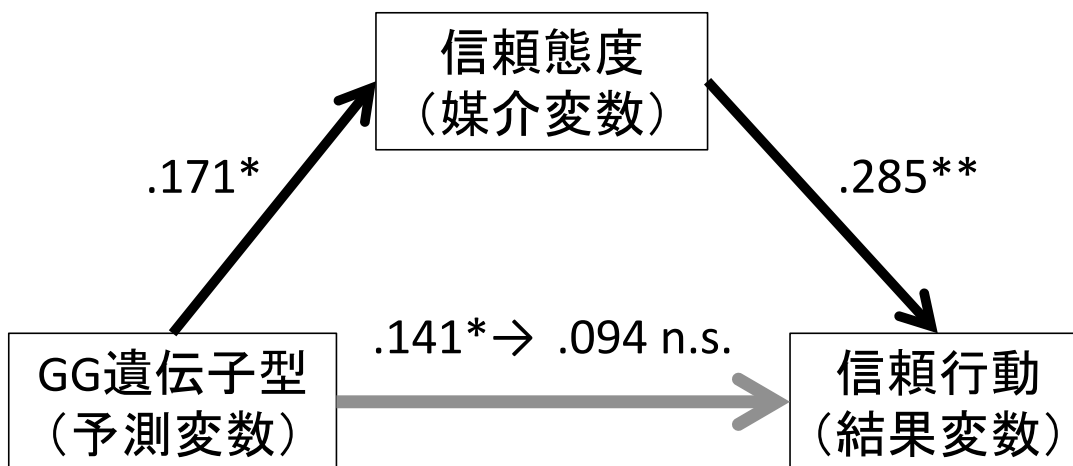 信頼態度
（媒介変数）
.171*
.285**
.141*→ .094 n.s.
GG遺伝子型
（予測変数）
信頼行動
（結果変数）